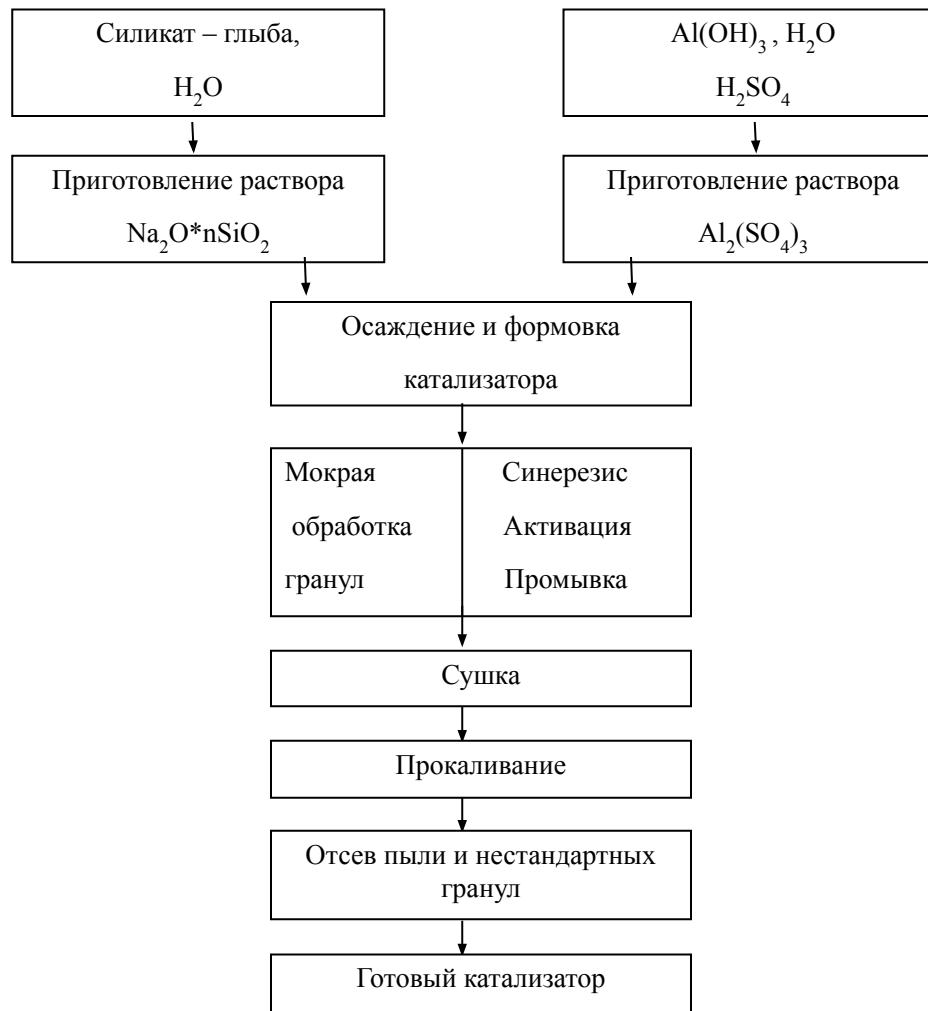 Силикат – глыба,
H₂O
Al(OH)₃ , H₂O
H₂SO₄
Приготовление раствора
Na₂O*nSiO₂
Приготовление раствора
Al₂(SO₄)₃
Осаждение и формовка
катализатора
Мокрая
обработка
гранул
Синерезис
Активация
Промывка
Сушка
Прокаливание
Отсев пыли и нестандартных
гранул
Готовый катализатор